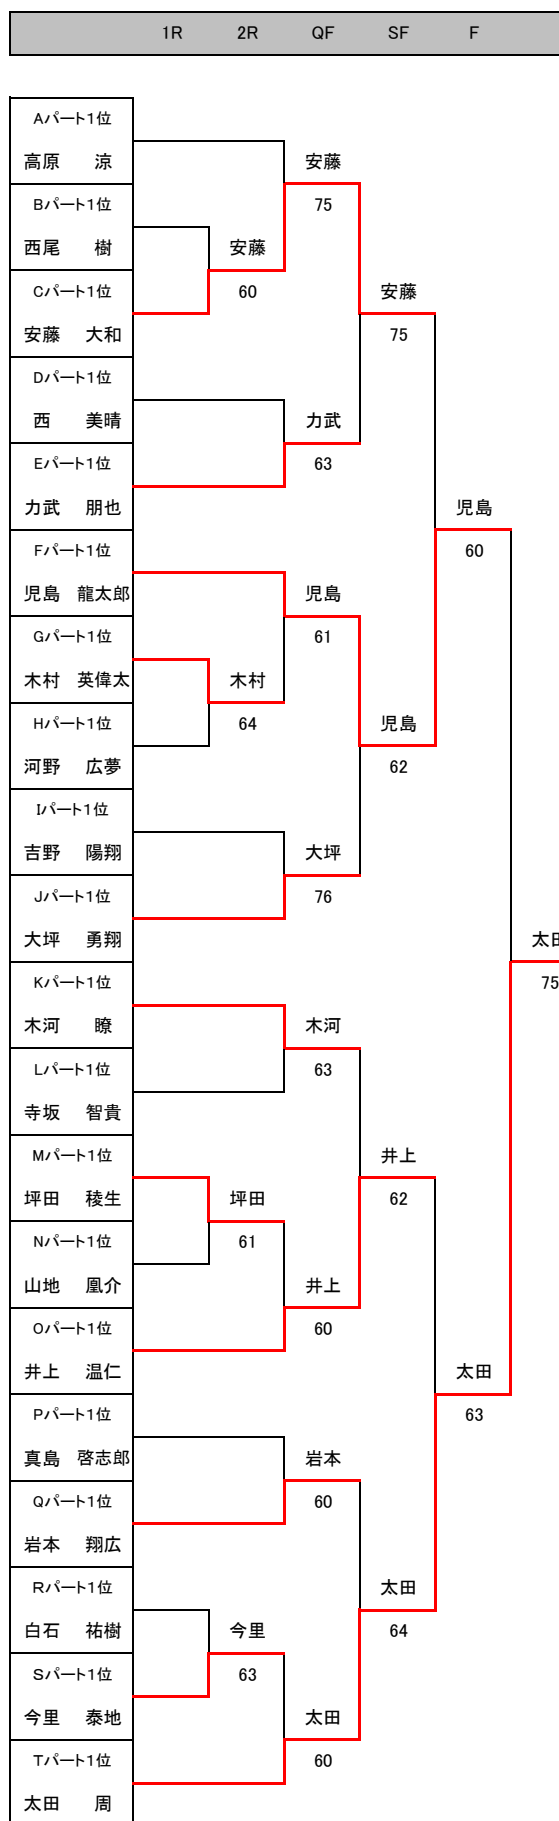 1R 2R QF SF F
Aパート1位
高原 涼
安藤
Bパート1位
75
西尾 樹
安藤
Cパート1位
60
安藤
安藤 大和
75
Dパート1位
西 美晴
力武
Eパート1位
63
力武 朋也
児島
Fパート1位
60
児島 龍太郎
児島
Gパート1位
61
木村 英偉太
木村
Hパート1位
64
児島
河野 広夢
62
Iパート1位
吉野 陽翔
大坪
Jパート1位
76
大坪 勇翔
太田
Kパート1位
75
木河 瞭
木河
Lパート1位
63
寺坂 智貴
Mパート1位
井上
坪田 稜生
坪田
62
Nパート1位
61
山地 凰介
井上
Oパート1位
60
井上 温仁
太田
Pパート1位
63
真島 啓志郎
岩本
Qパート1位
60
岩本 翔広
Rパート1位
太田
白石 祐樹
今里
64
Sパート1位
63
今里 泰地
太田
Tパート1位
60
太田 周